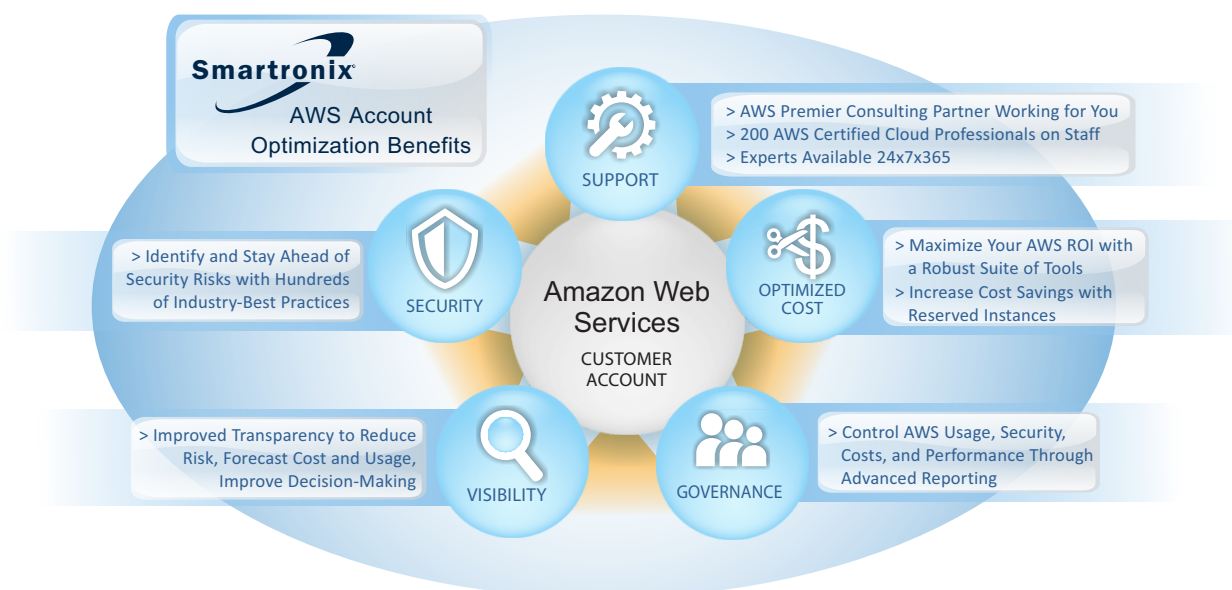 Smartronix
AWS Account
Optimization Benefits
SUPPORT
> AWS Premier Consulting Partner Working for You
> 200 AWS Certified Cloud Professionals on Staff
> Experts Available 24x7x365
> Identify and Stay Ahead of
Security Risks with Hundreds
of Industry-Best Practices
SECURITY
Amazon Web
Services
CUSTOMER
ACCOUNT
OPTIMIZED
COST
> Maximize Your AWS ROI with
a Robust Suite of Tools
> Increase Cost Savings with
Reserved Instances
> Improved Transparency to Reduce
Risk, Forecast Cost and Usage,
Improve Decision-Making
VISIBILITY
GOVERNANCE
> Control AWS Usage, Security,
Costs, and Performance Through
Advanced Reporting